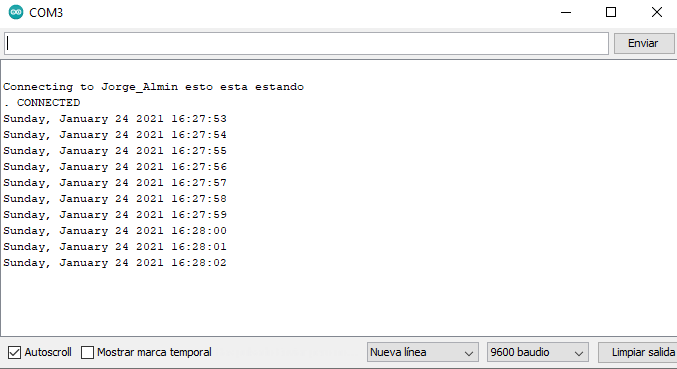 COM3
Enviar
Connecting to Jorge_Almin esto esta estando
. CONNECTED
Sunday, January 24 2021 16:27:53
Sunday, January 24 2021 16:27:54
Sunday, January 24 2021 16:27:55
Sunday, January 24 2021 16:27:56
Sunday, January 24 2021 16:27:57
Sunday, January 24 2021 16:27:58
Sunday, January 24 2021 16:27:59
Sunday, January 24 2021 16:28:00
Sunday, January 24 2021 16:28:01
Sunday, January 24 2021 16:28:02
Autoscroll Mostrar marca temporal Nueva línea 9600 baudio Limpiar salida